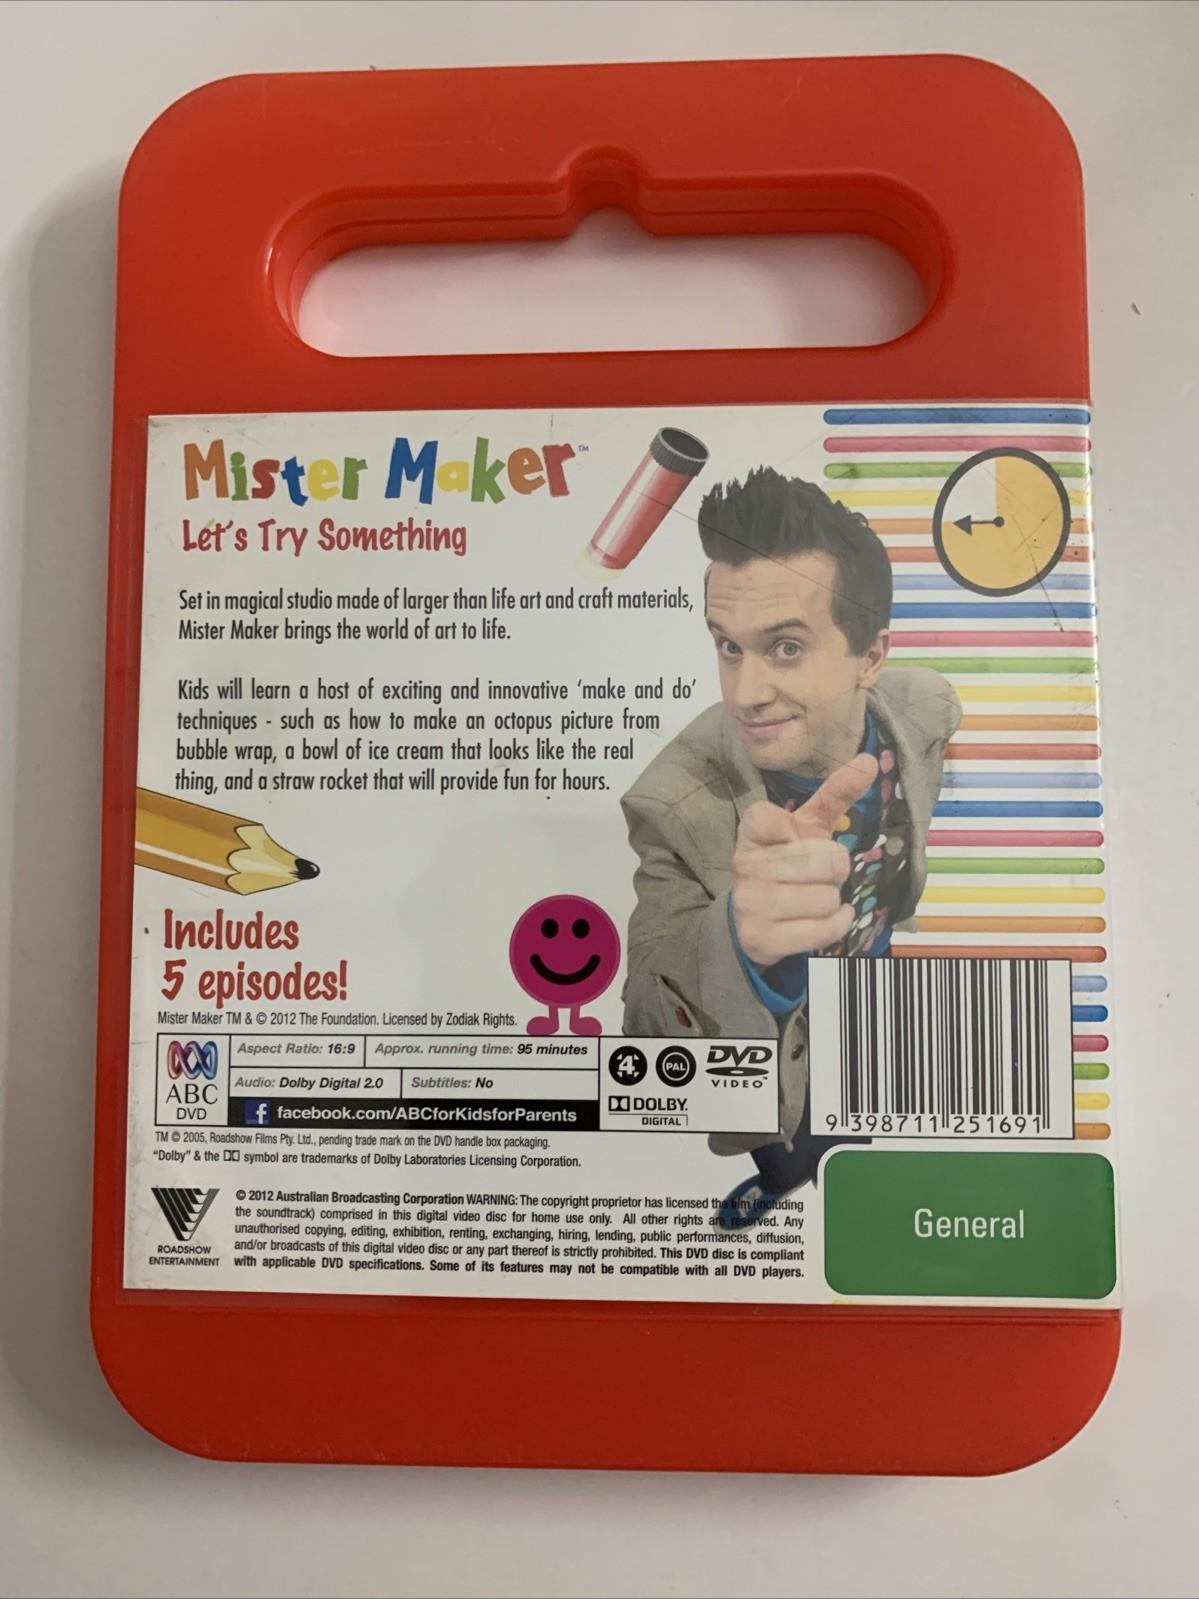 Mister Maker™
Let's Try Something
Set in magical studio made of larger than life art and craft materials,
Mister Maker brings the world of art to life.
Kids will learn a host of exciting and innovative ‘make and do’
techniques - such as how to make an octopus picture from
bubble wrap, a bowl of ice cream that looks like the real
thing, and a straw rocket that will provide fun for hours.
Includes
5 episodes!
Mister Maker TM & © 2012 The Foundation. Licensed by Zodiak Rights.
ABC
DVD
Aspect Ratio: 16:9
Approx. running time: 95 minutes
Audio: Dolby Digital 2.0
Subtitles: No
f facebook.com/ABCforKidsforParents
4
PAL
DVD
VIDEO™
DOLBY.
DIGITAL
9 398711 251691
TM © 2005, Roadshow Films Pty. Ltd., pending trade mark on the DVD handle box packaging.
"Dolby" & the symbol are trademarks of Dolby Laboratories Licensing Corporation.
ROADSHOW
ENTERTAINMENT
© 2012 Australian Broadcasting Corporation WARNING: The copyright proprietor has licensed the film (including
the soundtrack) comprised in this digital video disc for home use only. All other rights are reserved. Any
unauthorised copying, editing, exhibition, renting, exchanging, hiring, lending, public performances, diffusion,
and/or broadcasts of this digital video disc or any part thereof is strictly prohibited. This DVD disc is compliant
with applicable DVD specifications. Some of its features may not be compatible with all DVD players.
General